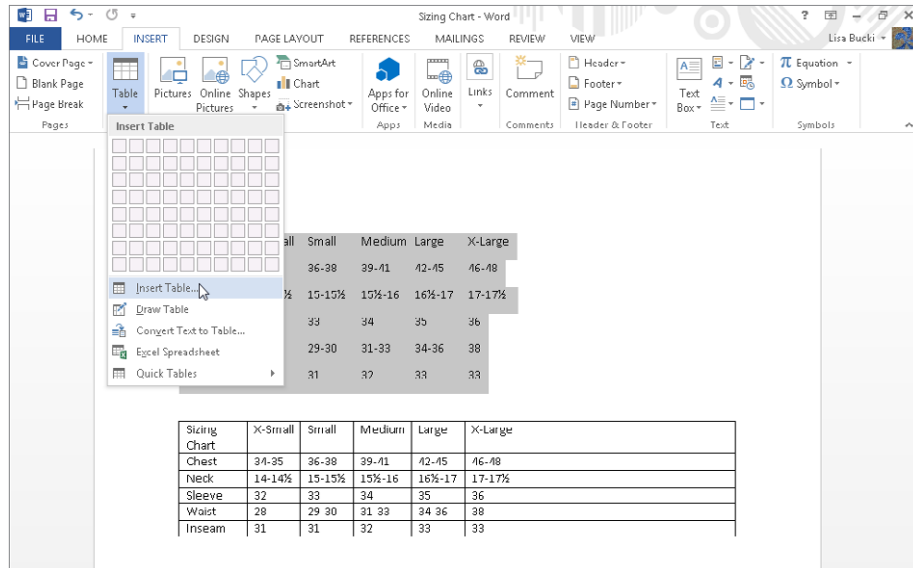 Sizing Chart - Word
FILE HOME INSERT DESIGN PAGE LAYOUT REFERENCES MAILINGS REVIEW VIEW Lisa Bucki
Cover Page
Blank Page
Page Break
Pages
Table
Pictures
Online Pictures
Shapes
SmartArt
Chart
Screenshot
Apps for Office
Apps
Online Video
Media
Links
Comment
Comments
Header
Footer
Page Number
Header & Footer
Text Box
Text
Equation
Symbol
Symbols
Insert Table
Insert Table...
Draw Table
Convert Text to Table...
Excel Spreadsheet
Quick Tables
all Small Medium Large X-Large
36-38 39-41 42-45 46-48
½ 15-15½ 15½-16 16½-17 17-17½
33 34 35 36
29-30 31-33 34-36 38
31 32 33 33
Sizing Chart X-Small Small Medium Large X-Large
Chest 34-35 36-38 39-41 42-45 46-48
Neck 14-14½ 15-15½ 15½-16 16½-17 17-17½
Sleeve 32 33 34 35 36
Waist 28 29-30 31-33 34-36 38
Inseam 31 31 32 33 33